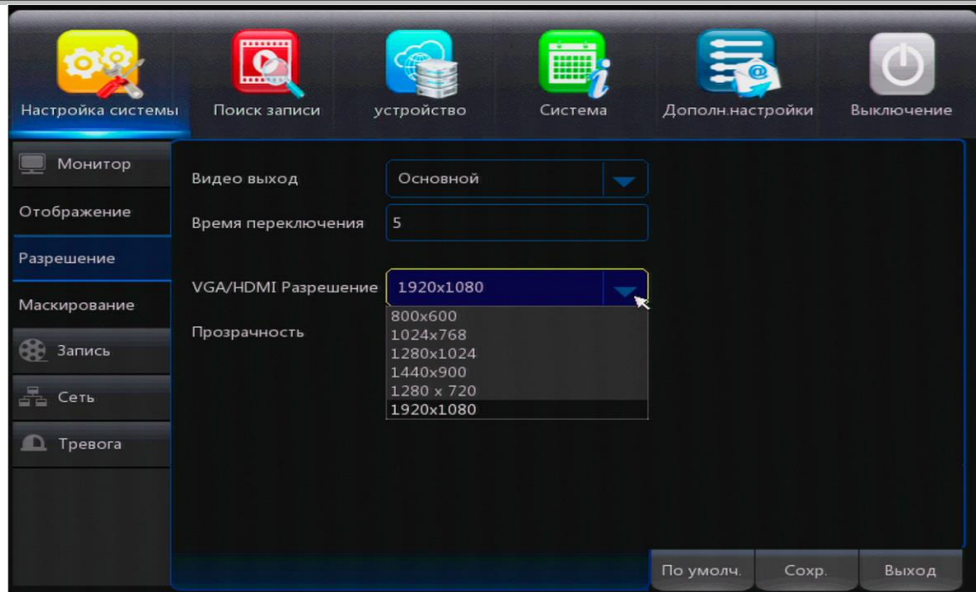 Настройка системы
Поиск записи
устройство
Система
Дополн.настройки
Выключение
Монитор
Отображение
Разрешение
Маскирование
Запись
Сеть
Тревога
Видео выход
Основной
Время переключения
5
VGA/HDMI Разрешение
1920x1080
Прозрачность
800x600
1024x768
1280x1024
1440x900
1280 x 720
1920x1080
По умолч.
Сохр.
Выход